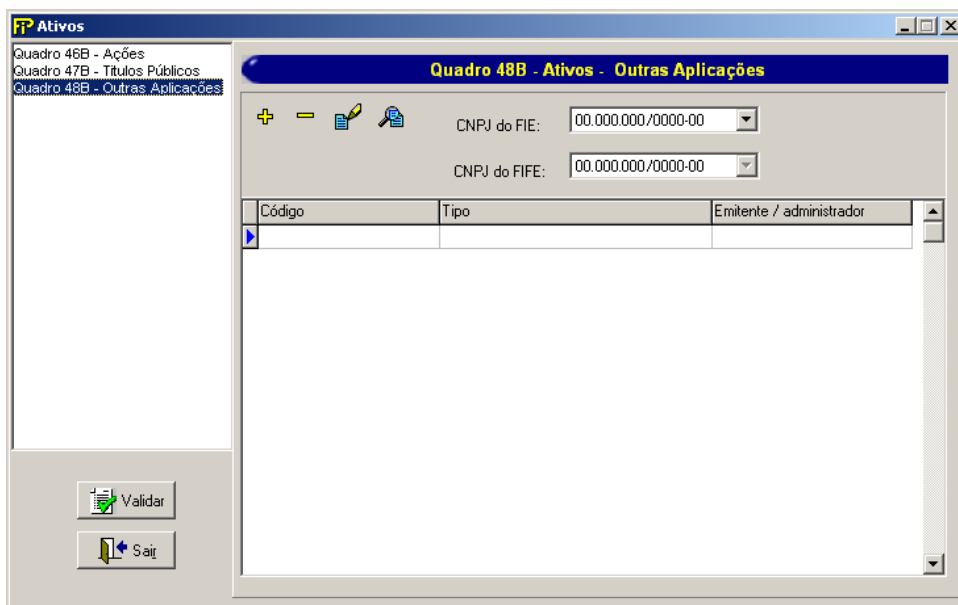 FIP Ativos
Quadro 46B - Ações
Quadro 47B - Titulos Públicos
Quadro 48B - Outras Aplicações
Quadro 48B - Ativos - Outras Aplicações
CNPJ do FIE: 00.000.000/0000-00
CNPJ do FIFE: 00.000.000/0000-00
Código Tipo Emitente / administrador
Validar
Sair